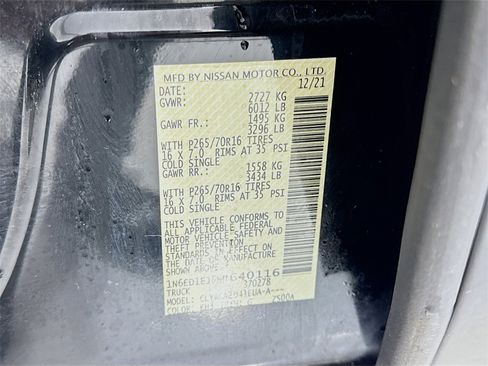 MFD BY NISSAN MOTOR CO., LTD.
DATE: 12/21
GVWR: 2727 KG
6012 LB
GAWR FR.: 1495 KG
3296 LB
WITH P265/70R16 TIRES
16 X 7.0 RIMS AT 35 PSI
COLD SINGLE
GAWR RR.: 1558 KG
3434 LB
WITH P265/70R16 TIRES
16 X 7.0 RIMS AT 35 PSI
COLD SINGLE
THIS VEHICLE CONFORMS TO
ALL APPLICABLE FEDERAL
MOTOR VEHICLE SAFETY AND
THEFT PREVENTION
STANDARDS IN EFFECT ON
THE DATE OF
640116
TRUCK 370278
MODEL:
COLOR: